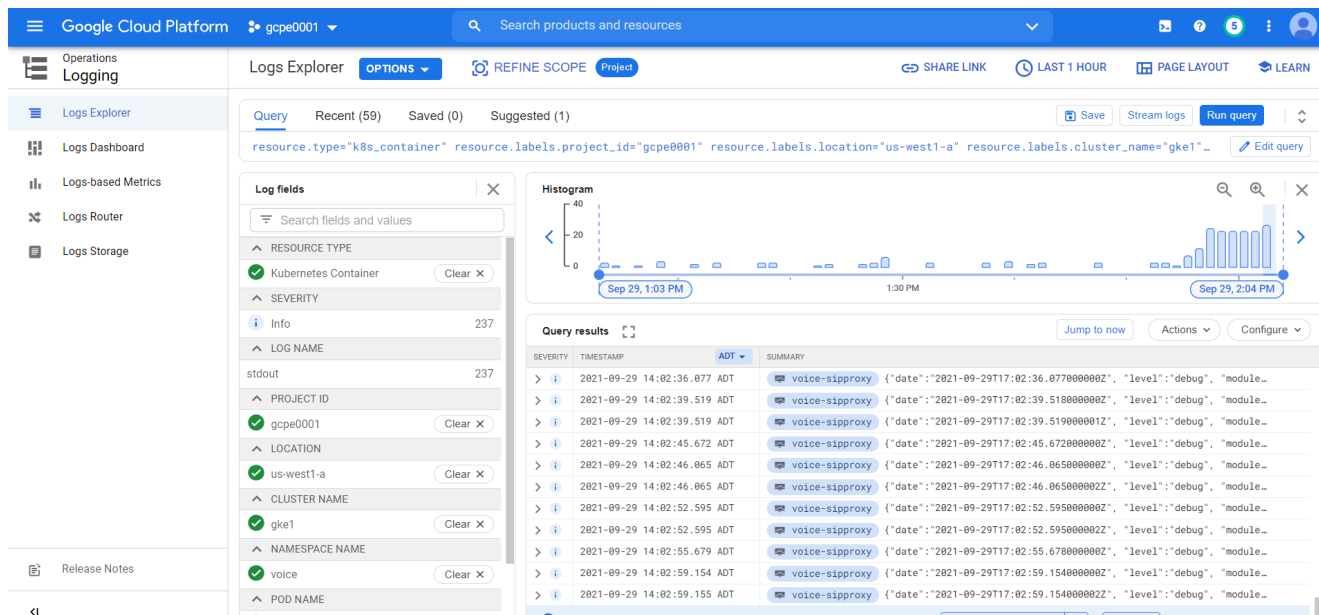 Google Cloud Platform gcpe0001 Search products and resources 5
Operations
Logging
Logs Explorer OPTIONS REFINE SCOPE Project SHARE LINK LAST 1 HOUR PAGE LAYOUT LEARN
Logs Explorer
Logs Dashboard
Logs-based Metrics
Logs Router
Logs Storage
Release Notes
Query Recent (59) Saved (0) Suggested (1) Save Stream logs Run query
resource.type="k8s_container" resource.labels.project_id="gcpe0001" resource.labels.location="us-west1-a" resource.labels.cluster_name="gke1"… Edit query
Log fields
Search fields and values
RESOURCE TYPE
Kubernetes Container Clear
SEVERITY
Info 237
LOG NAME
stdout 237
PROJECT ID
gcpe0001 Clear
LOCATION
us-west1-a Clear
CLUSTER NAME
gke1 Clear
NAMESPACE NAME
voice Clear
POD NAME
Histogram
40
20
0
Sep 29, 1:03 PM 1:30 PM Sep 29, 2:04 PM
Query results Jump to now Actions Configure
SEVERITY TIMESTAMP ADT SUMMARY
2021-09-29 14:02:36.077 ADT voice-sipproxy {"date":"2021-09-29T17:02:36.077000000Z", "level":"debug", "module…
2021-09-29 14:02:39.519 ADT voice-sipproxy {"date":"2021-09-29T17:02:39.518000000Z", "level":"debug", "module…
2021-09-29 14:02:39.519 ADT voice-sipproxy {"date":"2021-09-29T17:02:39.519000001Z", "level":"debug", "module…
2021-09-29 14:02:45.672 ADT voice-sipproxy {"date":"2021-09-29T17:02:45.672000000Z", "level":"debug", "module…
2021-09-29 14:02:46.065 ADT voice-sipproxy {"date":"2021-09-29T17:02:46.065000000Z", "level":"debug", "module…
2021-09-29 14:02:46.065 ADT voice-sipproxy {"date":"2021-09-29T17:02:46.065000002Z", "level":"debug", "module…
2021-09-29 14:02:52.595 ADT voice-sipproxy {"date":"2021-09-29T17:02:52.595000000Z", "level":"debug", "module…
2021-09-29 14:02:52.595 ADT voice-sipproxy {"date":"2021-09-29T17:02:52.595000002Z", "level":"debug", "module…
2021-09-29 14:02:55.679 ADT voice-sipproxy {"date":"2021-09-29T17:02:55.678000000Z", "level":"debug", "module…
2021-09-29 14:02:59.154 ADT voice-sipproxy {"date":"2021-09-29T17:02:59.154000000Z", "level":"debug", "module…
2021-09-29 14:02:59.155 ADT voice-sipproxy {"date":"2021-09-29T17:02:59.154000002Z", "level":"debug", "module…